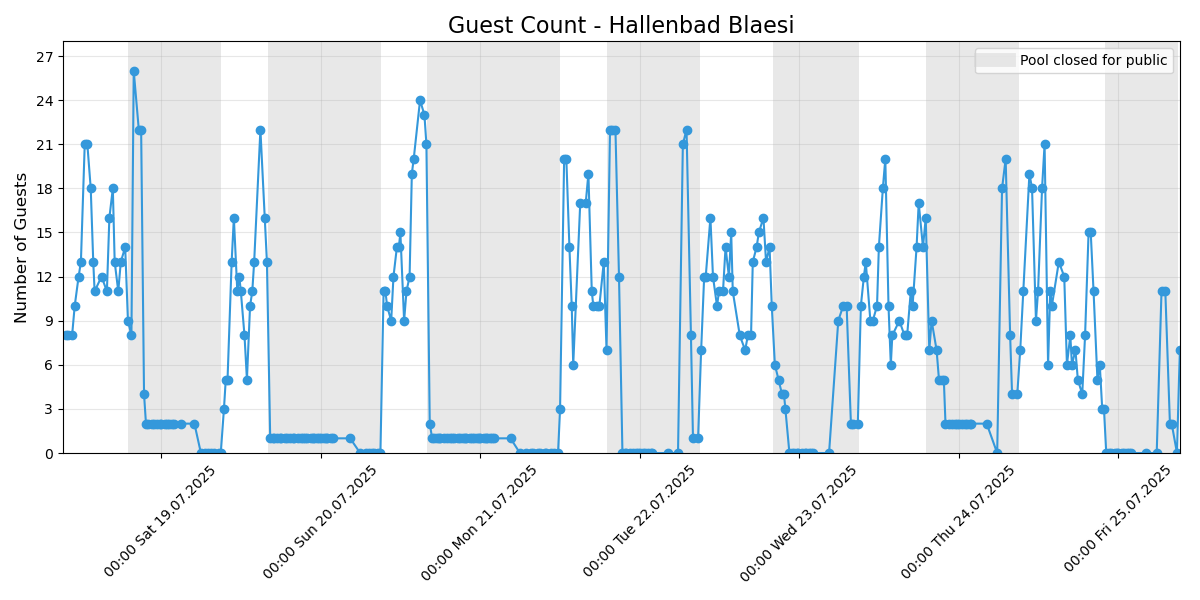 Guest Count - Hallenbad Blaesi
Pool closed for public
Number of Guests
27
24
21
18
15
12
9
6
3
0
00:00 Sat 19.07.2025
00:00 Sun 20.07.2025
00:00 Mon 21.07.2025
00:00 Tue 22.07.2025
00:00 Wed 23.07.2025
00:00 Thu 24.07.2025
00:00 Fri 25.07.2025